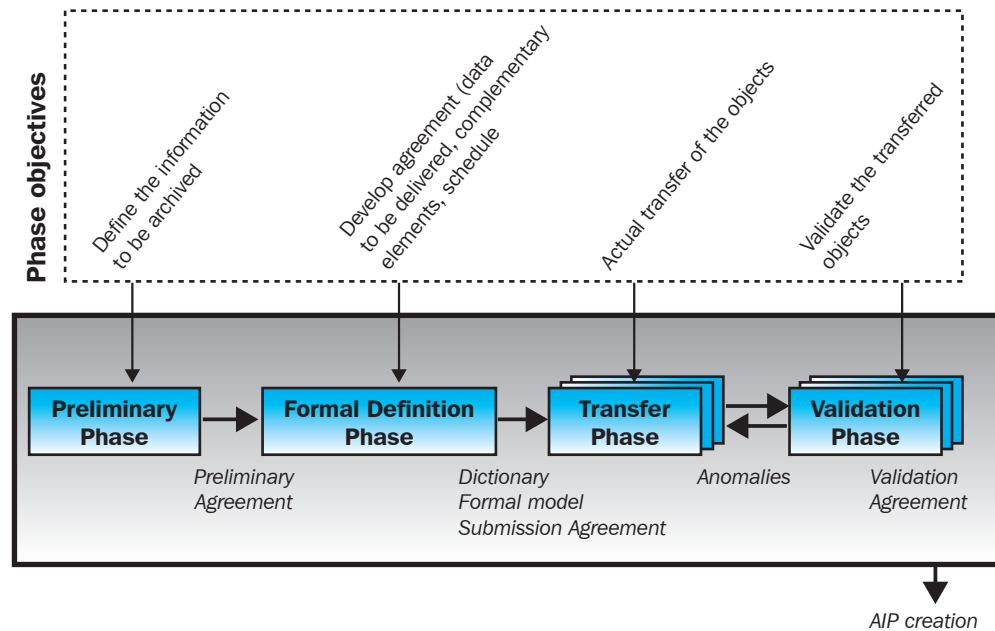 Phase objectives
Define the information
to be archived
Develop agreement (data
to be delivered, complementary
elements, schedule
Actual transfer of the objects
Validate the transferred
objects
Preliminary
Phase
Formal Definition
Phase
Transfer
Phase
Validation
Phase
Preliminary
Agreement
Dictionary
Formal model
Submission Agreement
Anomalies
Validation
Agreement
AIP creation